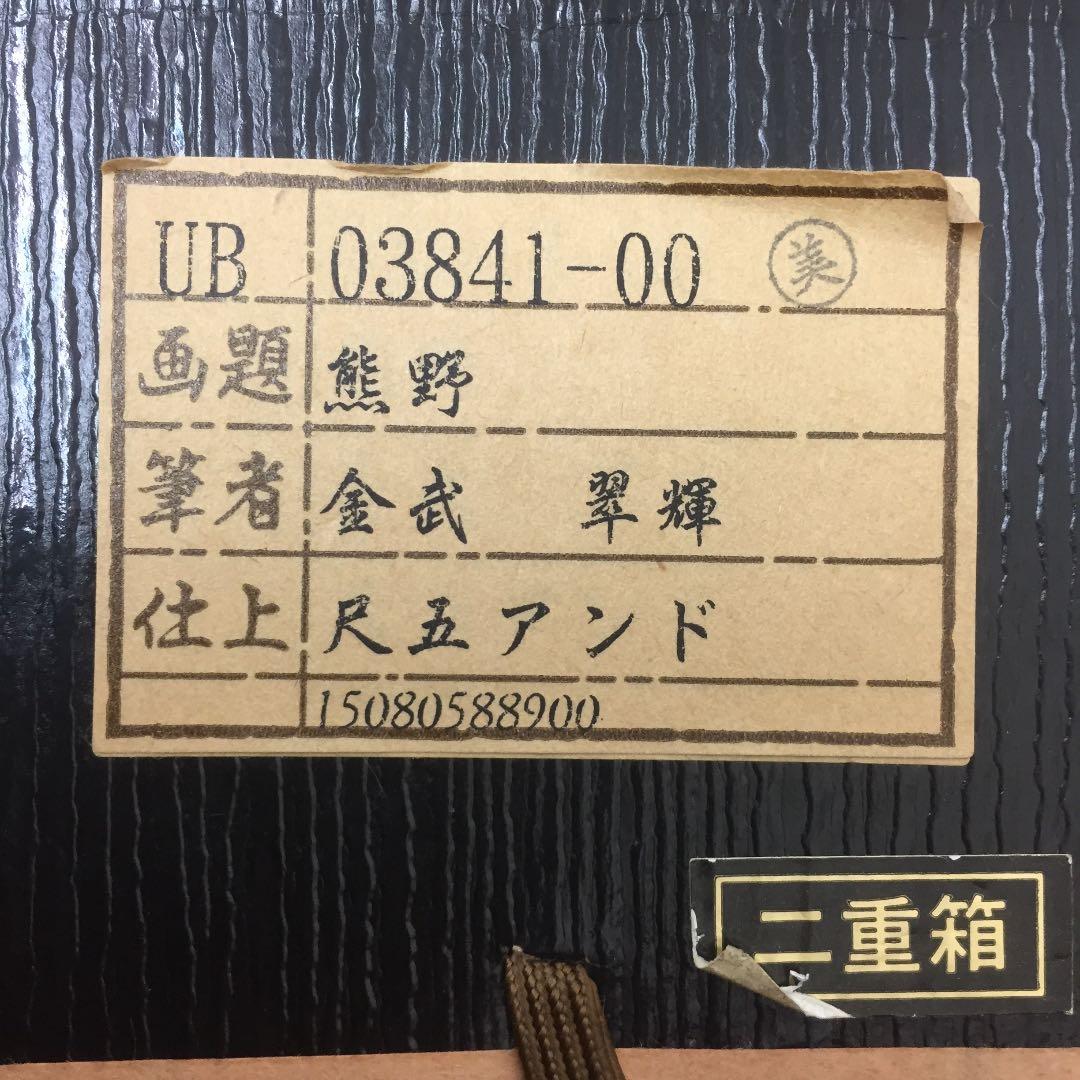 UB 03841-00
画題 熊野
筆者 金武 翠輝
仕上 尺五アンド
15080588900
二重箱